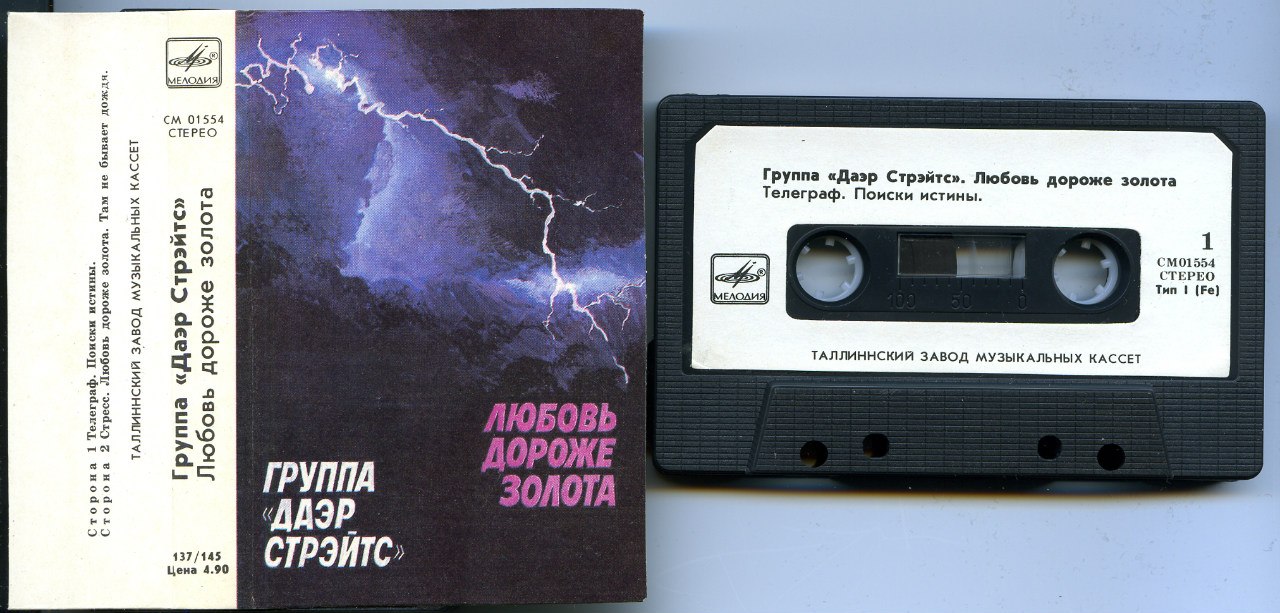 Сторона 1 Телеграф. Поиски истины.
Сторона 2 Стресс. Любовь дороже золота. Там не бывает дождя.
ТАЛЛИННСКИЙ ЗАВОД МУЗЫКАЛЬНЫХ КАССЕТ
МЕЛОДИЯ
СМ 01554
СТЕРЕО
Группа «Даэр Стрэйтс»
Любовь дороже золота
137/145
Цена 4.90
ЛЮБОВЬ
ДОРОЖЕ
ЗОЛОТА
ГРУППА
«ДАЭР
СТРЭЙТС»
Группа «Даэр Стрэйтс». Любовь дороже золота
Телеграф. Поиски истины.
МЕЛОДИЯ
1
СМ01554
СТЕРЕО
Тип I (Fe)
100 50 0
ТАЛЛИННСКИЙ ЗАВОД МУЗЫКАЛЬНЫХ КАССЕТ